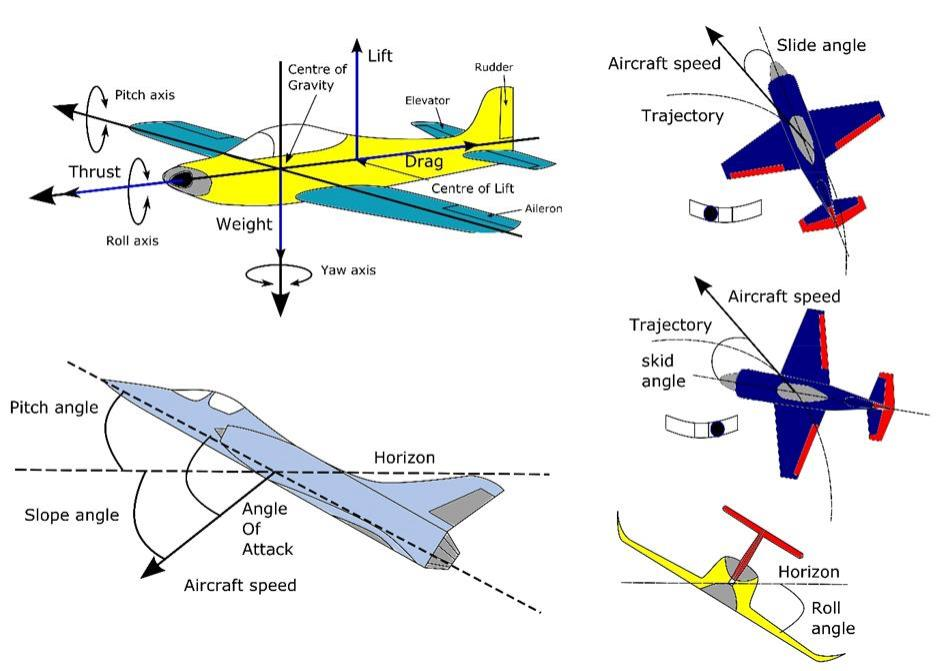 Lift
Centre of
Gravity
Rudder
Pitch axis
Elevator
Thrust
Drag
Centre of Lift
Weight
Aileron
Roll axis
Yaw axis
Slide angle
Aircraft speed
Trajectory
Aircraft speed
Trajectory
skid
angle
Pitch angle
Horizon
Slope angle
Angle
Of
Attack
Aircraft speed
Horizon
Roll
angle